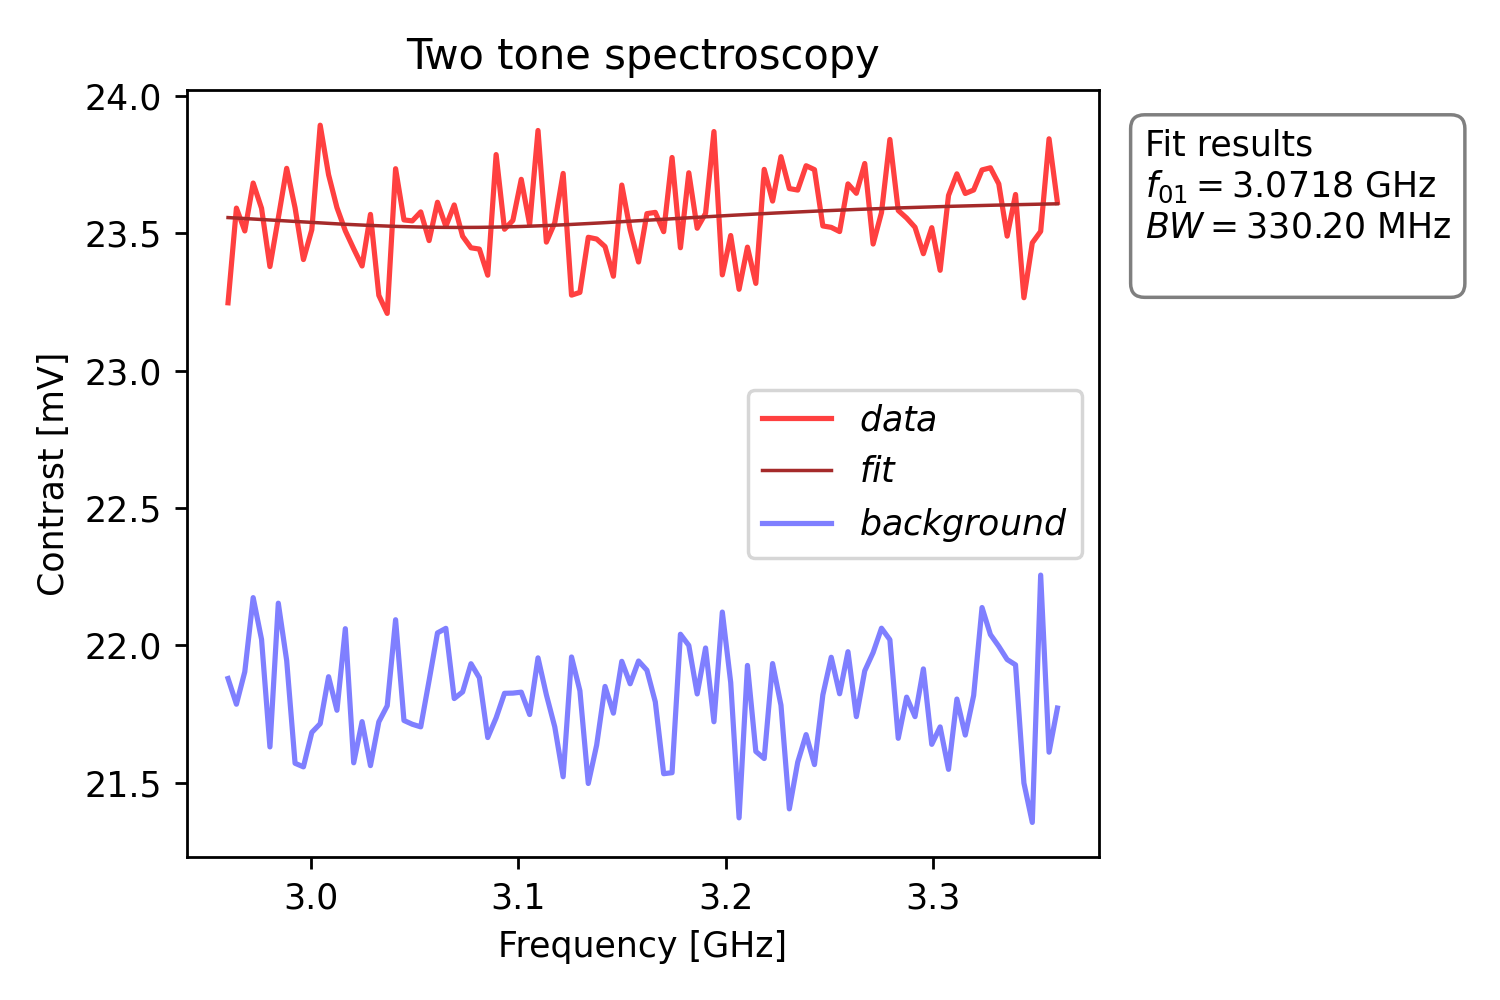 Two tone spectroscopy
24.0
23.5
23.0
22.5
22.0
21.5
Contrast [mV]
3.0
3.1
3.2
3.3
Frequency [GHz]
data
fit
background
Fit results
f₀₁ = 3.0718 GHz
BW = 330.20 MHz